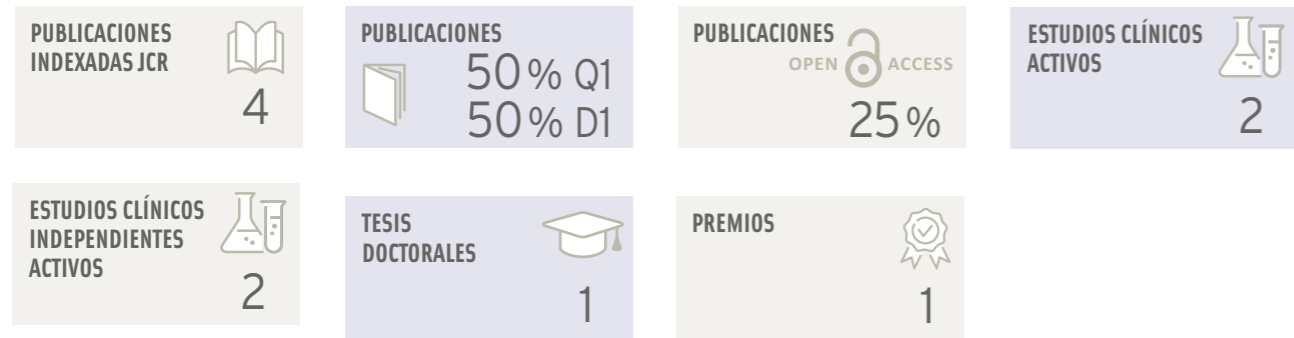 PUBLICACIONES
INDEXADAS JCR
4
PUBLICACIONES
50% Q1
50% D1
PUBLICACIONES
OPEN ACCESS
25%
ESTUDIOS CLÍNICOS
ACTIVOS
2
ESTUDIOS CLÍNICOS
INDEPENDIENTES
ACTIVOS
2
TESIS
DOCTORALES
1
PREMIOS
1